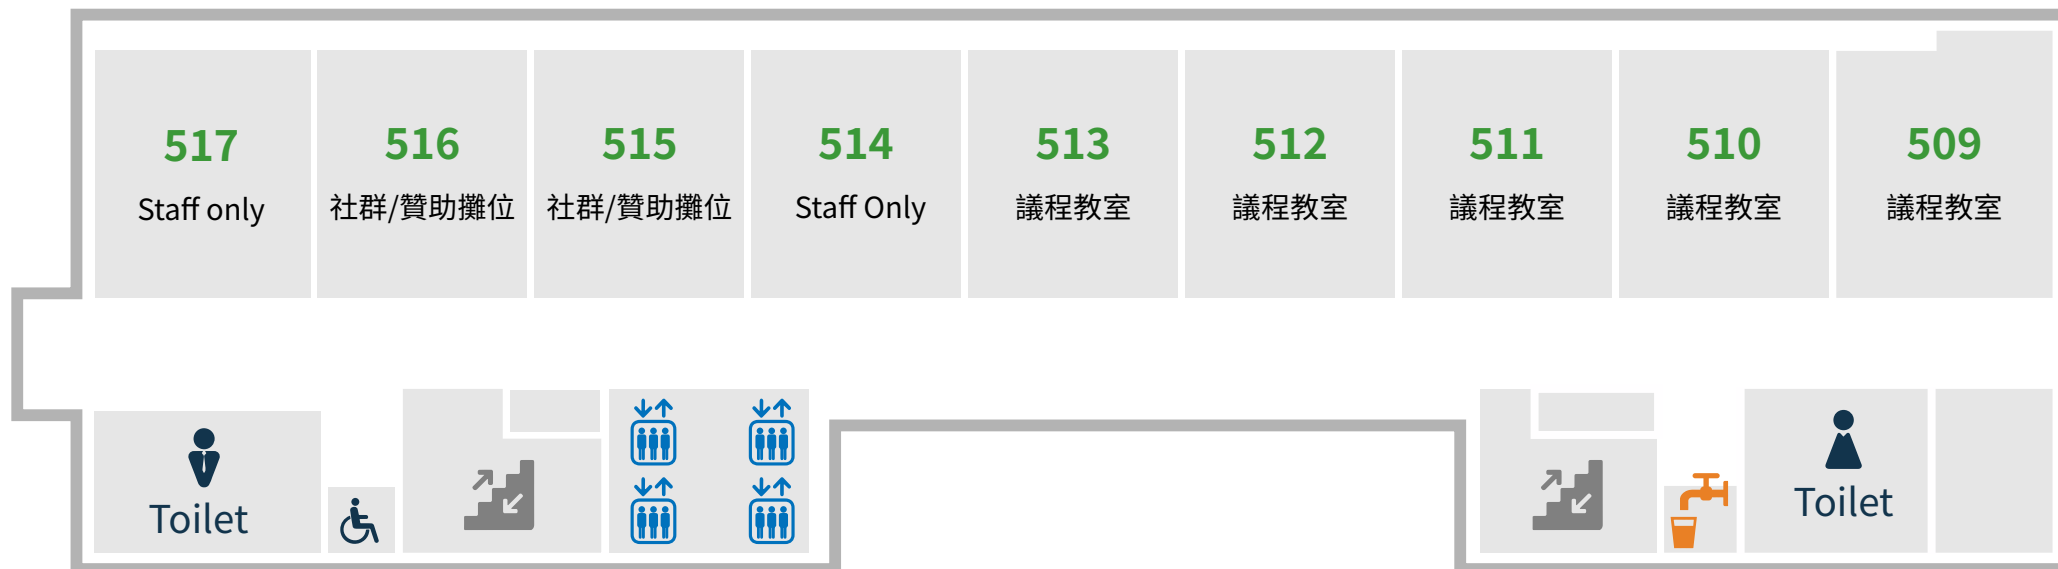 517
Staff only
516
社群/贊助攤位
515
社群/贊助攤位
514
Staff Only
513
議程教室
512
議程教室
511
議程教室
510
議程教室
509
議程教室
Toilet
Toilet